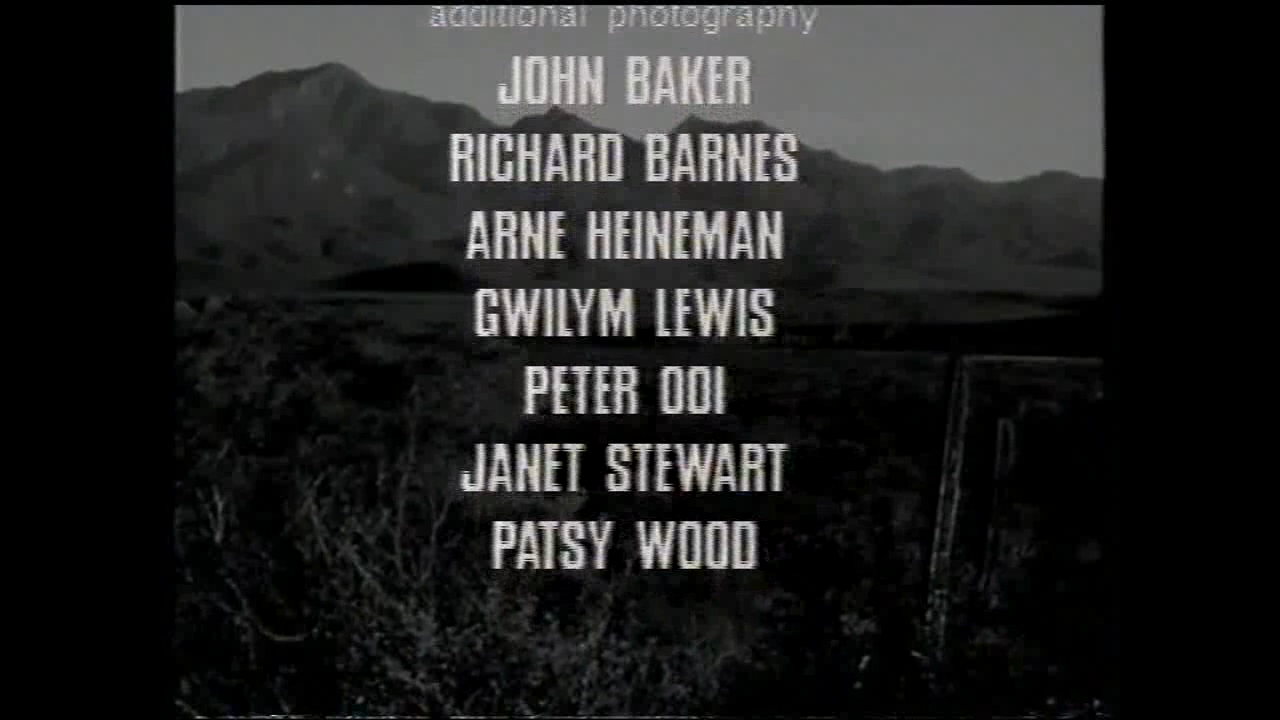 additional photography
JOHN BAKER
RICHARD BARNES
ARNE HEINEMAN
GWILYM LEWIS
PETER OOI
JANET STEWART
PATSY WOOD